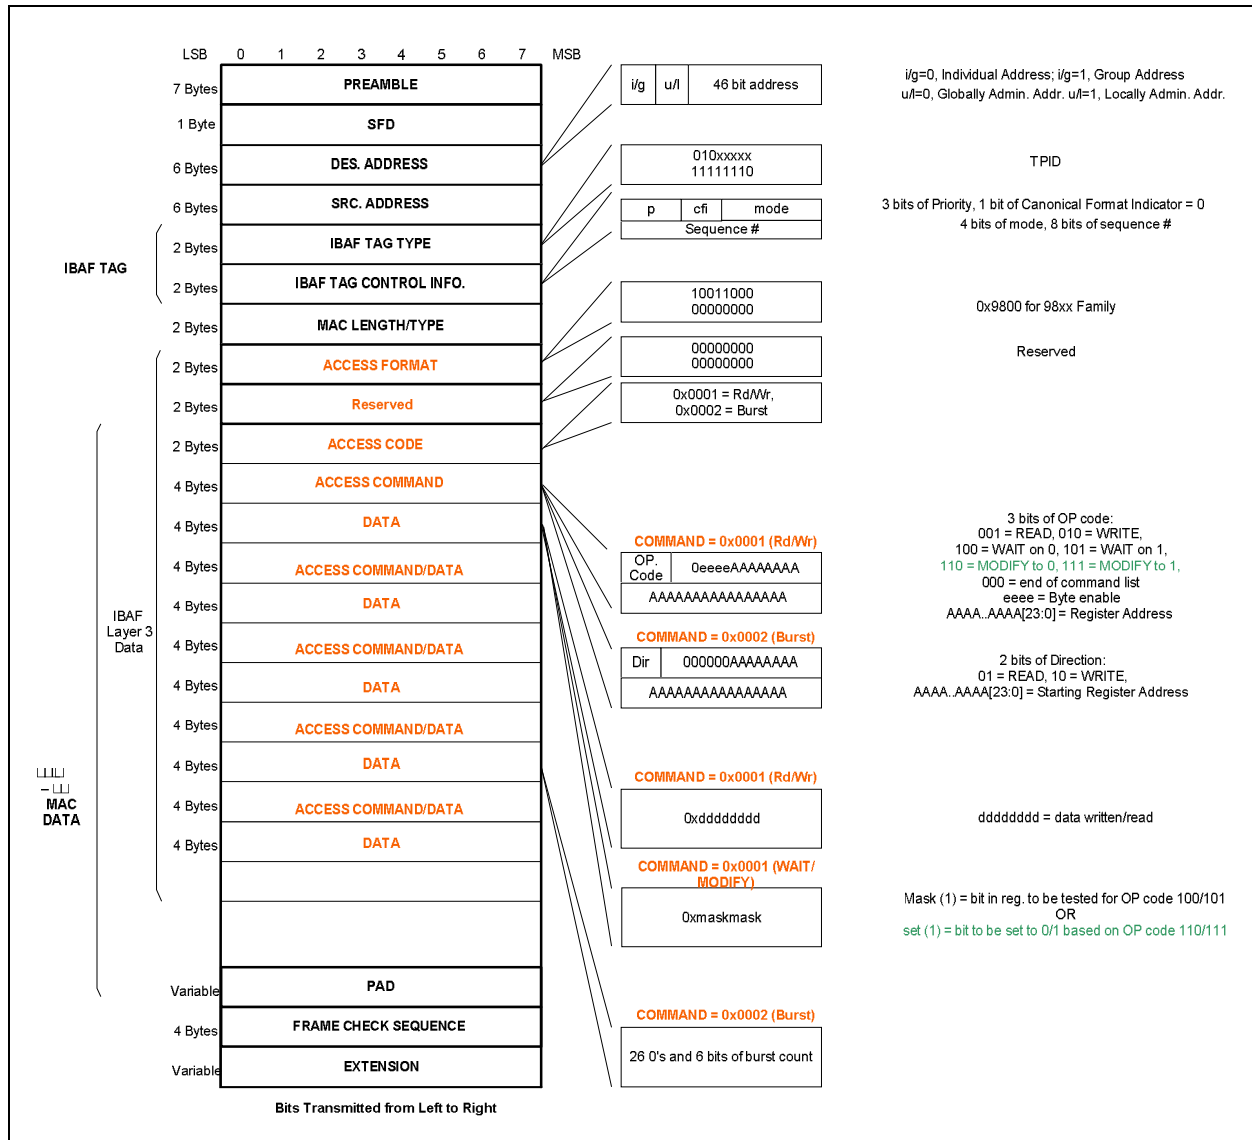 LSB 0 1 2 3 4 5 6 7 MSB
7 Bytes PREAMBLE
1 Byte SFD
6 Bytes DES. ADDRESS
6 Bytes SRC. ADDRESS
IBAF TAG
2 Bytes IBAF TAG TYPE
2 Bytes IBAF TAG CONTROL INFO.
2 Bytes MAC LENGTH/TYPE
2 Bytes ACCESS FORMAT
2 Bytes Reserved
2 Bytes ACCESS CODE
4 Bytes ACCESS COMMAND
4 Bytes DATA
4 Bytes ACCESS COMMAND/DATA
4 Bytes DATA
4 Bytes ACCESS COMMAND/DATA
4 Bytes DATA
4 Bytes ACCESS COMMAND/DATA
4 Bytes DATA
4 Bytes ACCESS COMMAND/DATA
4 Bytes DATA
IBAF
Layer 3
Data
MAC
DATA
Variable PAD
4 Bytes FRAME CHECK SEQUENCE
Variable EXTENSION
Bits Transmitted from Left to Right
i/g u/l 46 bit address
i/g=0, Individual Address; i/g=1, Group Address
u/l=0, Globally Admin. Addr. u/l=1, Locally Admin. Addr.
010xxxxx
11111110
TPID
p cfi mode
Sequence #
3 bits of Priority, 1 bit of Canonical Format Indicator = 0
4 bits of mode, 8 bits of sequence #
10011000
00000000
0x9800 for 98xx Family
00000000
00000000
Reserved
0x0001 = Rd/Wr,
0x0002 = Burst
COMMAND = 0x0001 (Rd/Wr)
OP. Code 0eeeeAAAAAAAA
AAAAAAAAAAAAAAAA
3 bits of OP code:
001 = READ, 010 = WRITE,
100 = WAIT on 0, 101 = WAIT on 1,
110 = MODIFY to 0, 111 = MODIFY to 1,
000 = end of command list
eeee = Byte enable
AAAA..AAAA[23:0] = Register Address
COMMAND = 0x0002 (Burst)
Dir 000000AAAAAAAA
AAAAAAAAAAAAAAAA
2 bits of Direction:
01 = READ, 10 = WRITE,
AAAA..AAAA[23:0] = Starting Register Address
COMMAND = 0x0001 (Rd/Wr)
0xdddddddd
dddddddd = data written/read
COMMAND = 0x0001 (WAIT/
MODIFY)
0xmaskmask
Mask (1) = bit in reg. to be tested for OP code 100/101
OR
set (1) = bit to be set to 0/1 based on OP code 110/111
COMMAND = 0x0002 (Burst)
26 0's and 6 bits of burst count